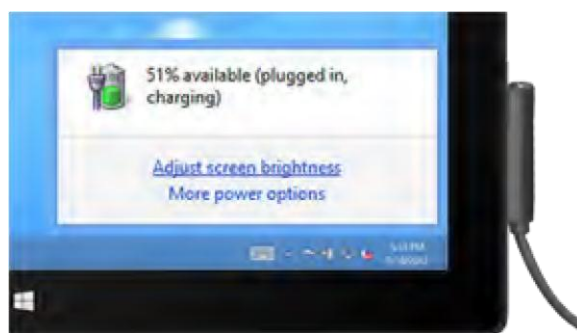 51% available (plugged in,
charging)
Adjust screen brightness
More power options